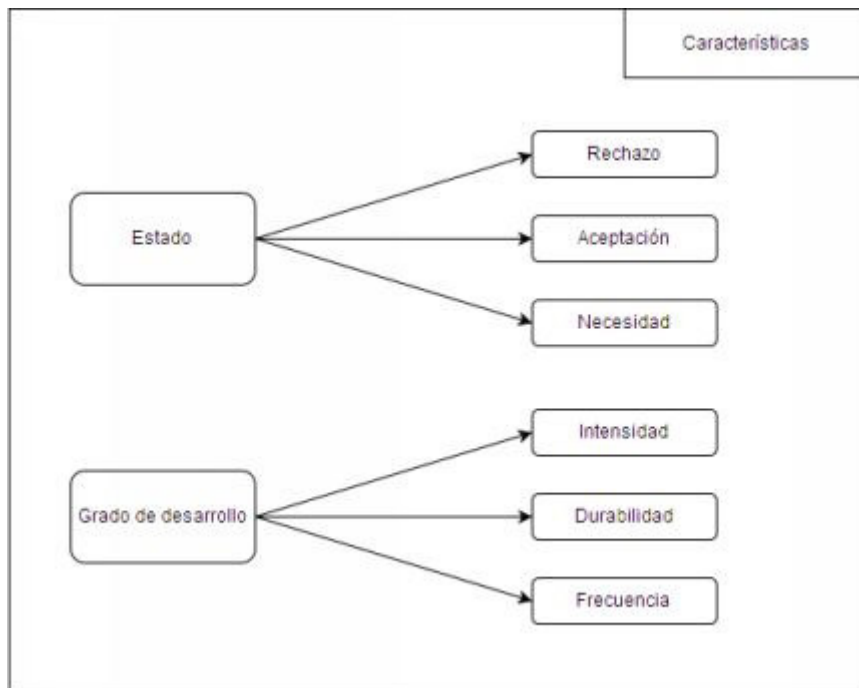 Características
Rechazo
Estado
Aceptación
Necesidad
Intensidad
Grado de desarrollo
Durabilidad
Frecuencia